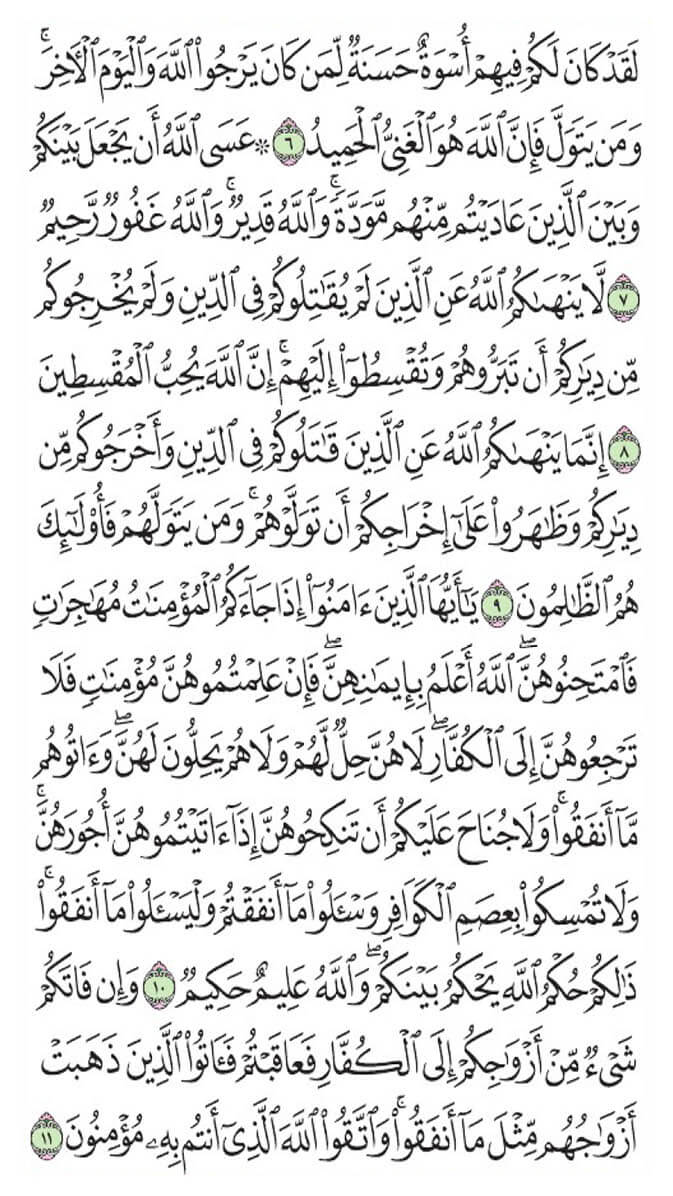 لَقَدْ كَانَ لَكُمْ فِيهِمْ أُسْوَةٌ حَسَنَةٌ لِّمَن كَانَ يَرْجُوا۟ ٱللَّهَ وَٱلْيَوْمَ ٱلْـَٔاخِرَ ۚ
وَمَن يَتَوَلَّ فَإِنَّ ٱللَّهَ هُوَ ٱلْغَنِىُّ ٱلْحَمِيدُ ٦ ۞ عَسَى ٱللَّهُ أَن يَجْعَلَ بَيْنَكُمْ
وَبَيْنَ ٱلَّذِينَ عَادَيْتُم مِّنْهُم مَّوَدَّةً ۚ وَٱللَّهُ قَدِيرٌ ۚ وَٱللَّهُ غَفُورٌ رَّحِيمٌ
٧ لَّا يَنْهَىٰكُمُ ٱللَّهُ عَنِ ٱلَّذِينَ لَمْ يُقَـٰتِلُوكُمْ فِى ٱلدِّينِ وَلَمْ يُخْرِجُوكُم
مِّن دِيَـٰرِكُمْ أَن تَبَرُّوهُمْ وَتُقْسِطُوٓا۟ إِلَيْهِمْ ۚ إِنَّ ٱللَّهَ يُحِبُّ ٱلْمُقْسِطِينَ
٨ إِنَّمَا يَنْهَىٰكُمُ ٱللَّهُ عَنِ ٱلَّذِينَ قَـٰتَلُوكُمْ فِى ٱلدِّينِ وَأَخْرَجُوكُم مِّن
دِيَـٰرِكُمْ وَظَـٰهَرُوا۟ عَلَىٰٓ إِخْرَاجِكُمْ أَن تَوَلَّوْهُمْ ۚ وَمَن يَتَوَلَّهُمْ فَأُو۟لَـٰٓئِكَ
هُمُ ٱلظَّـٰلِمُونَ ٩ يَـٰٓأَيُّهَا ٱلَّذِينَ ءَامَنُوٓا۟ إِذَا جَآءَكُمُ ٱلْمُؤْمِنَـٰتُ مُهَـٰجِرَٰتٍ
فَٱمْتَحِنُوهُنَّ ۖ ٱللَّهُ أَعْلَمُ بِإِيمَـٰنِهِنَّ ۖ فَإِنْ عَلِمْتُمُوهُنَّ مُؤْمِنَـٰتٍ فَلَا
تَرْجِعُوهُنَّ إِلَى ٱلْكُفَّارِ ۖ لَا هُنَّ حِلٌّ لَّهُمْ وَلَا هُمْ يَحِلُّونَ لَهُنَّ ۖ وَءَاتُوهُم
مَّآ أَنفَقُوا۟ ۚ وَلَا جُنَاحَ عَلَيْكُمْ أَن تَنكِحُوهُنَّ إِذَآ ءَاتَيْتُمُوهُنَّ أُجُورَهُنَّ ۚ
وَلَا تُمْسِكُوا۟ بِعِصَمِ ٱلْكَوَافِرِ وَسْـَٔلُوا۟ مَآ أَنفَقْتُمْ وَلْيَسْـَٔلُوا۟ مَآ أَنفَقُوا۟ ۚ
ذَٰلِكُمْ حُكْمُ ٱللَّهِ يَحْكُمُ بَيْنَكُمْ ۖ وَٱللَّهُ عَلِيمٌ حَكِيمٌ ١٠ وَإِن فَاتَكُمْ
شَىْءٌ مِّنْ أَزْوَٰجِكُمْ إِلَى ٱلْكُفَّارِ فَعَاقَبْتُمْ فَـَٔاتُوا۟ ٱلَّذِينَ ذَهَبَتْ
أَزْوَٰجُهُم مِّثْلَ مَآ أَنفَقُوا۟ ۚ وَٱتَّقُوا۟ ٱللَّهَ ٱلَّذِىٓ أَنتُم بِهِۦ مُؤْمِنُونَ ١١